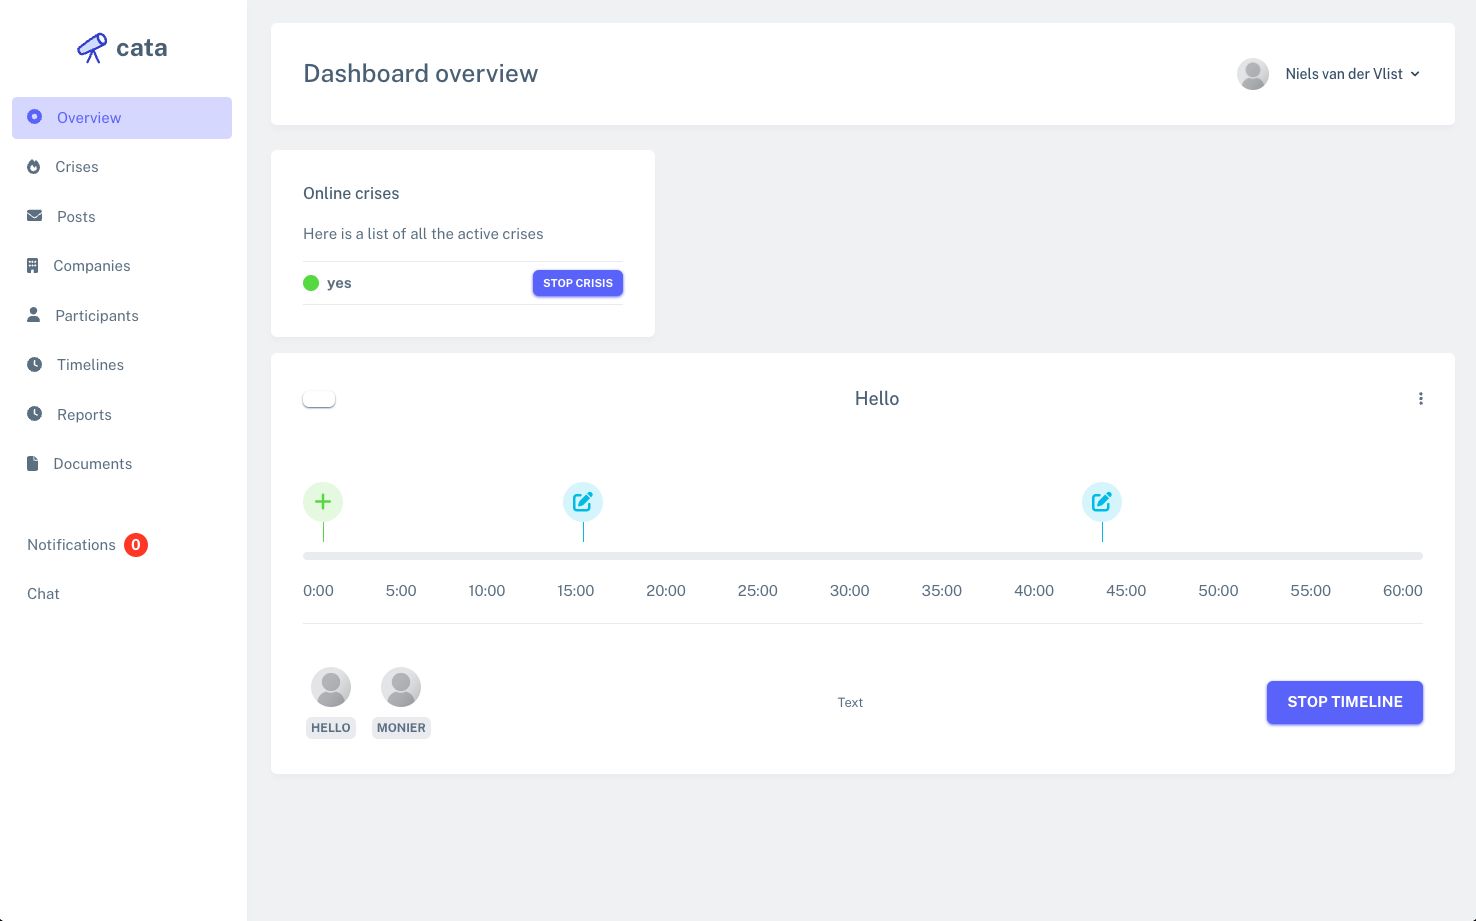 cata
Overview
Crises
Posts
Companies
Participants
Timelines
Reports
Documents
Notifications 0
Chat
Dashboard overview
Niels van der Vlist
Online crises
Here is a list of all the active crises
yes STOP CRISIS
Hello
0:00 5:00 10:00 15:00 20:00 25:00 30:00 35:00 40:00 45:00 50:00 55:00 60:00
HELLO MONIER
Text
STOP TIMELINE